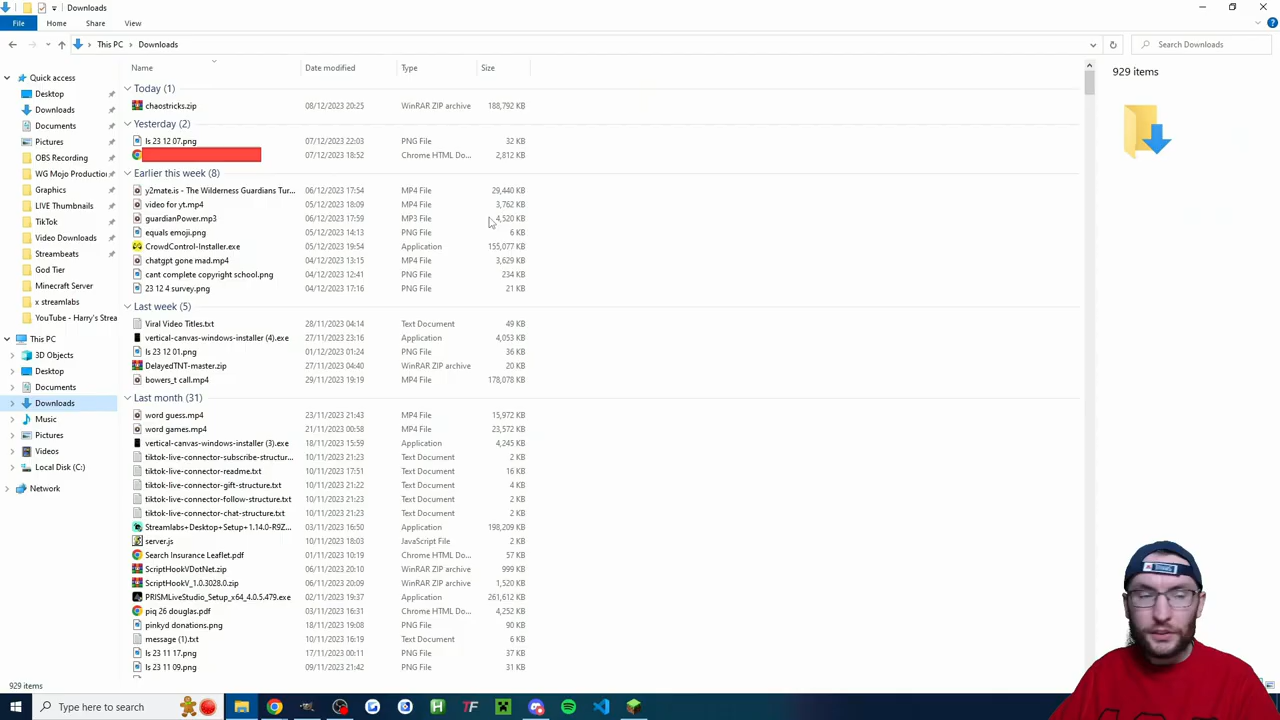 Downloads
File
Home
Share
View
This PC
Downloads
Search Downloads
Quick access
Desktop
Downloads
Documents
Pictures
OBS Recording
WG Mojo Productior
Graphics
LIVE Thumbnails
TikTok
Video Downloads
Streambeats
God Tier
Minecraft Server
x streamlabs
YouTube - Harry's Strea
This PC
3D Objects
Desktop
Documents
Downloads
Music
Pictures
Videos
Local Disk (C:)
Network
Name Date modified Type Size
Today (1)
chaostricks.zip 08/12/2023 20:25 WinRAR ZIP archive 188,792 KB
Yesterday (2)
ls 23 12 07.png 07/12/2023 22:03 PNG File 32 KB
07/12/2023 18:52 Chrome HTML Do... 2,812 KB
Earlier this week (8)
y2mate.is - The Wilderness Guardians Tur... 06/12/2023 17:54 MP4 File 29,440 KB
video for yt.mp4 05/12/2023 18:09 MP4 File 3,762 KB
guardianPower.mp3 06/12/2023 17:59 MP3 File 4,520 KB
equals emoji.png 05/12/2023 14:13 PNG File 6 KB
CrowdControl-Installer.exe 05/12/2023 19:54 Application 155,077 KB
chatgpt gone mad.mp4 04/12/2023 13:15 MP4 File 3,629 KB
cant complete copyright school.png 04/12/2023 12:41 PNG File 234 KB
23 12 4 survey.png 04/12/2023 17:16 PNG File 21 KB
Last week (5)
Viral Video Titles.txt 28/11/2023 04:14 Text Document 49 KB
vertical-canvas-windows-installer (4).exe 27/11/2023 23:16 Application 4,053 KB
ls 23 12 01.png 01/12/2023 01:24 PNG File 36 KB
DelayedTNT-master.zip 27/11/2023 04:40 WinRAR ZIP archive 20 KB
bowers_t call.mp4 29/11/2023 19:19 MP4 File 178,078 KB
Last month (31)
word guess.mp4 23/11/2023 21:43 MP4 File 15,972 KB
word games.mp4 21/11/2023 00:58 MP4 File 23,572 KB
vertical-canvas-windows-installer (3).exe 18/11/2023 15:59 Application 4,245 KB
tiktok-live-connector-subscribe-structur... 10/11/2023 21:23 Text Document 2 KB
tiktok-live-connector-readme.txt 10/11/2023 17:51 Text Document 16 KB
tiktok-live-connector-gift-structure.txt 10/11/2023 21:22 Text Document 4 KB
tiktok-live-connector-follow-structure.txt 10/11/2023 21:23 Text Document 2 KB
tiktok-live-connector-chat-structure.txt 10/11/2023 21:23 Text Document 2 KB
Streamlabs+Desktop+Setup+1.14.0-R9Z... 03/11/2023 16:50 Application 198,209 KB
server.js 10/11/2023 18:03 JavaScript File 2 KB
Search Insurance Leaflet.pdf 01/11/2023 10:19 Chrome HTML Do... 57 KB
ScriptHookVDotNet.zip 06/11/2023 20:10 WinRAR ZIP archive 999 KB
ScriptHookV_1.0.3028.0.zip 06/11/2023 20:09 WinRAR ZIP archive 1,520 KB
PRISMLiveStudio_Setup_x64_4.0.5.479.exe 02/11/2023 19:37 Application 261,612 KB
piq 26 douglas.pdf 03/11/2023 16:31 Chrome HTML Do... 4,252 KB
pinkyd donations.png 18/11/2023 19:08 PNG File 90 KB
message (1).txt 10/11/2023 16:19 Text Document 6 KB
ls 23 11 17.png 17/11/2023 00:11 PNG File 37 KB
ls 23 11 09.png 09/11/2023 21:42 PNG File 31 KB
929 items
929 items
Type here to search